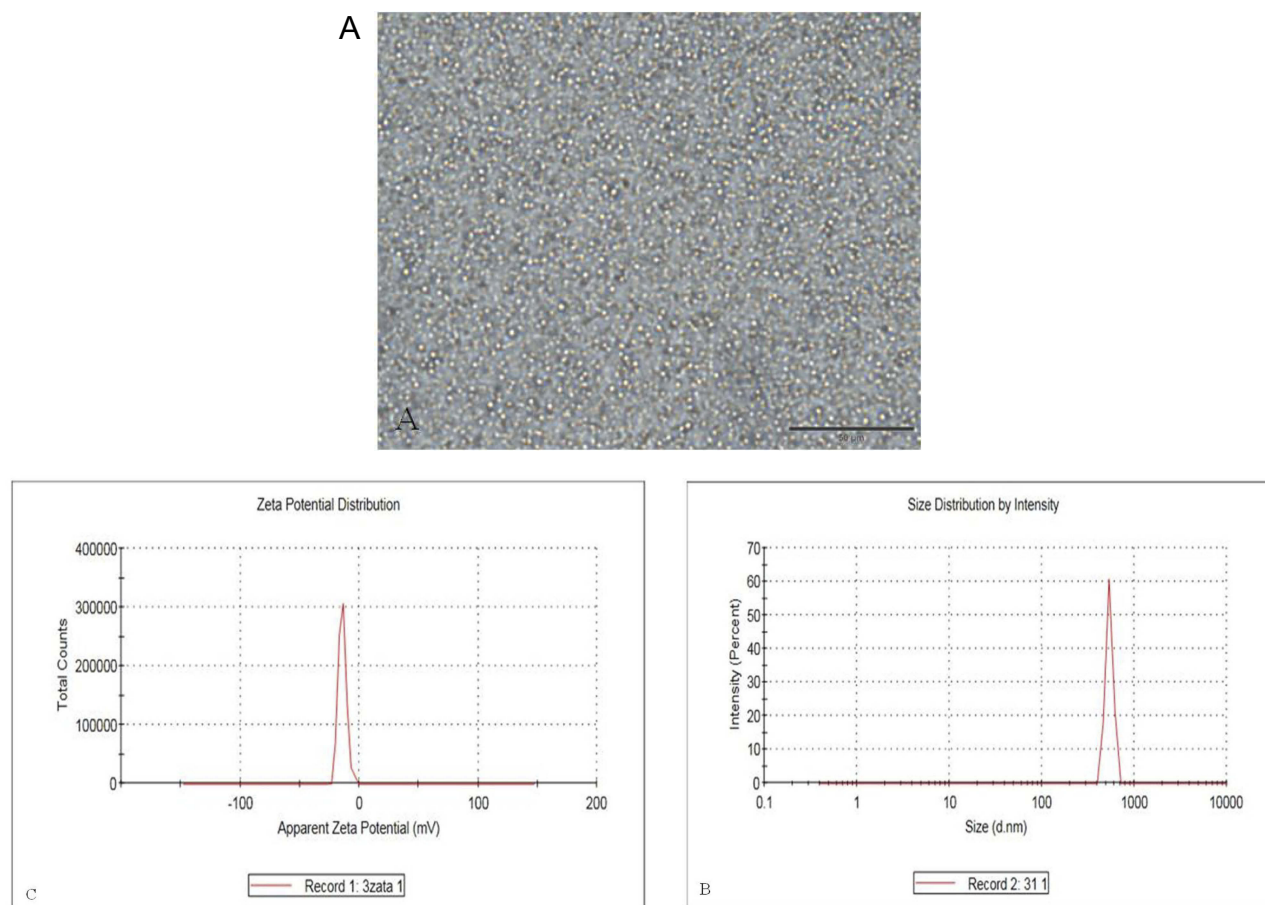 A
A
50 µm
Zeta Potential Distribution
400000
300000
200000
100000
0
Total Counts
-100
0
100
200
Apparent Zeta Potential (mV)
Record 1: 3zata 1
C
Size Distribution by Intensity
70
60
50
40
30
20
10
0
Intensity (Percent)
0.1
1
10
100
1000
10000
Size (d.nm)
Record 2: 31 1
B